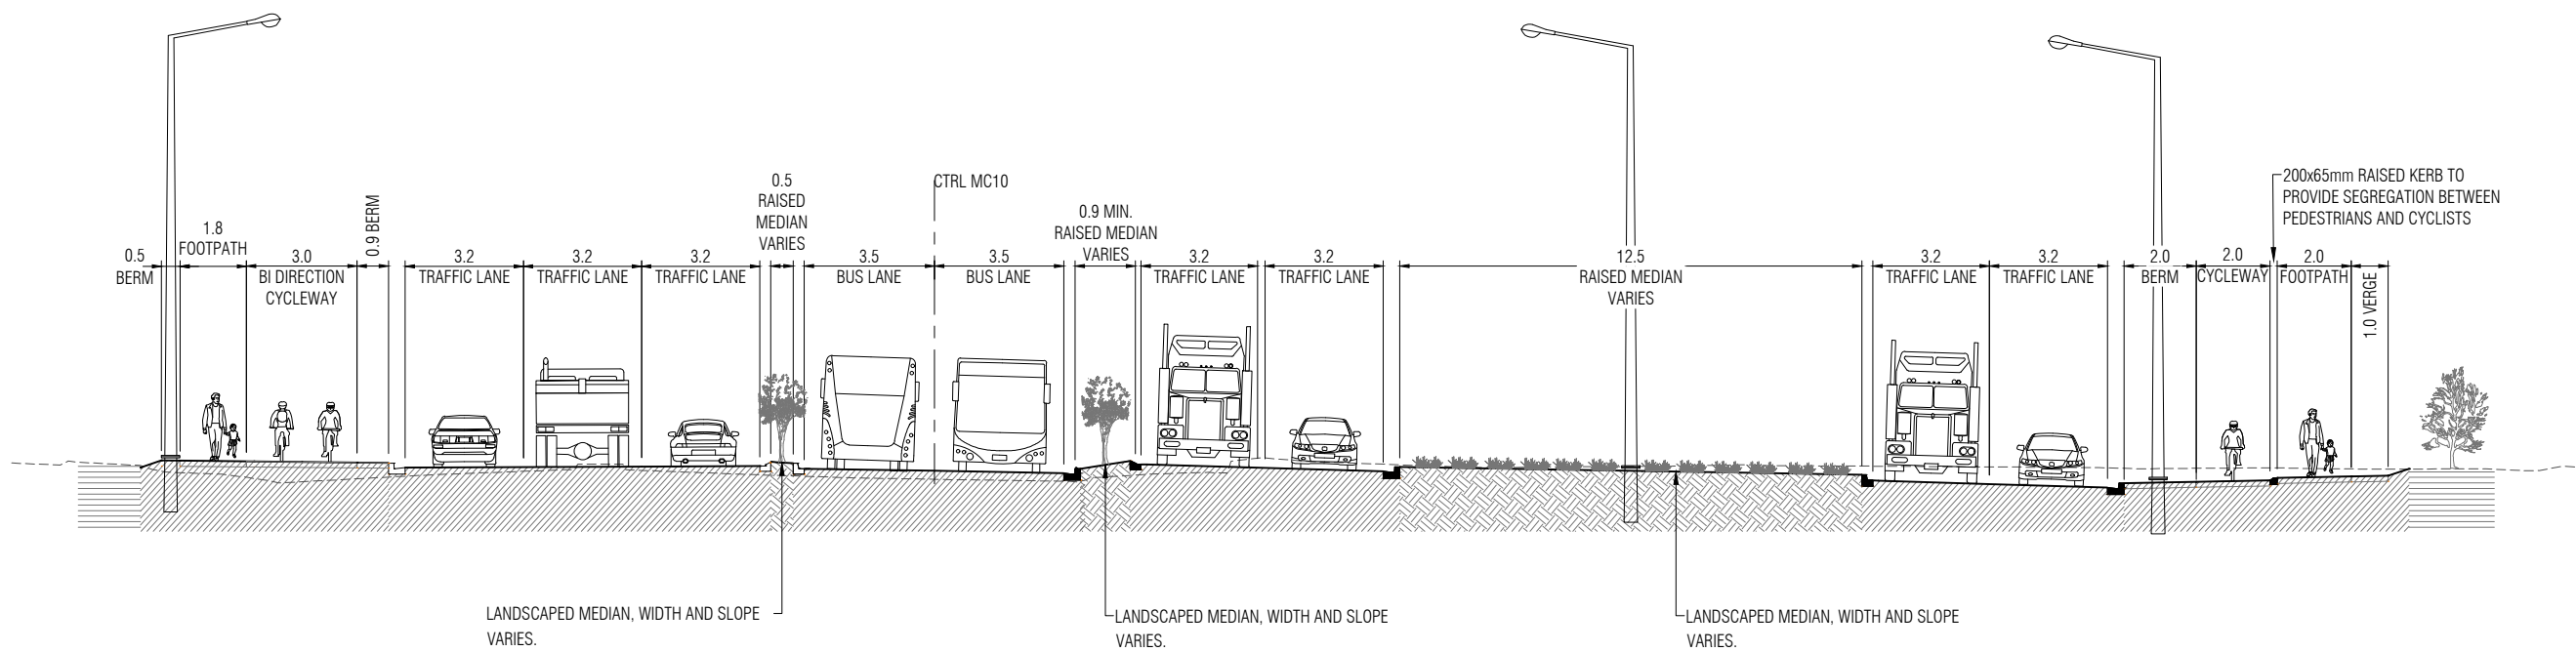 0.5
BERM
1.8
FOOTPATH
3.0
BI DIRECTION
CYCLEWAY
0.9 BERM
3.2
TRAFFIC LANE
3.2
TRAFFIC LANE
3.2
TRAFFIC LANE
0.5
RAISED
MEDIAN
VARIES
3.5
BUS LANE
CTRL MC10
3.5
BUS LANE
0.9 MIN.
RAISED MEDIAN
VARIES
3.2
TRAFFIC LANE
3.2
TRAFFIC LANE
12.5
RAISED MEDIAN
VARIES
3.2
TRAFFIC LANE
3.2
TRAFFIC LANE
2.0
BERM
2.0
CYCLEWAY
2.0
FOOTPATH
1.0 VERGE
200x65mm RAISED KERB TO
PROVIDE SEGREGATION BETWEEN
PEDESTRIANS AND CYCLISTS
LANDSCAPED MEDIAN, WIDTH AND SLOPE
VARIES.
LANDSCAPED MEDIAN, WIDTH AND SLOPE
VARIES.
LANDSCAPED MEDIAN, WIDTH AND SLOPE
VARIES.